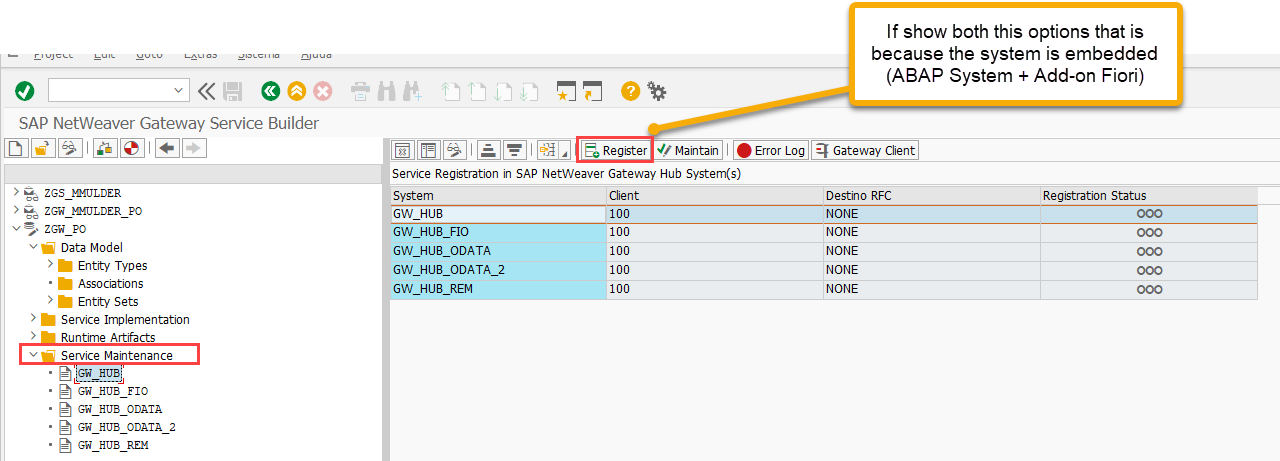 If show both this options that is
because the system is embedded
(ABAP System + Add-on Fiori)
Project Edit Goto Extras Sistema Ajuda
SAP NetWeaver Gateway Service Builder
Register Maintain Error Log Gateway Client
Service Registration in SAP NetWeaver Gateway Hub System(s)
System Client Destino RFC Registration Status
GW_HUB 100 NONE
GW_HUB_FIO 100 NONE
GW_HUB_ODATA 100 NONE
GW_HUB_ODATA_2 100 NONE
GW_HUB_REM 100 NONE
ZGS_MMULDER
ZGW_MMULDER_PO
ZGW_PO
Data Model
Entity Types
Associations
Entity Sets
Service Implementation
Runtime Artifacts
Service Maintenance
GW_HUB
GW_HUB_FIO
GW_HUB_ODATA
GW_HUB_ODATA_2
GW_HUB_REM